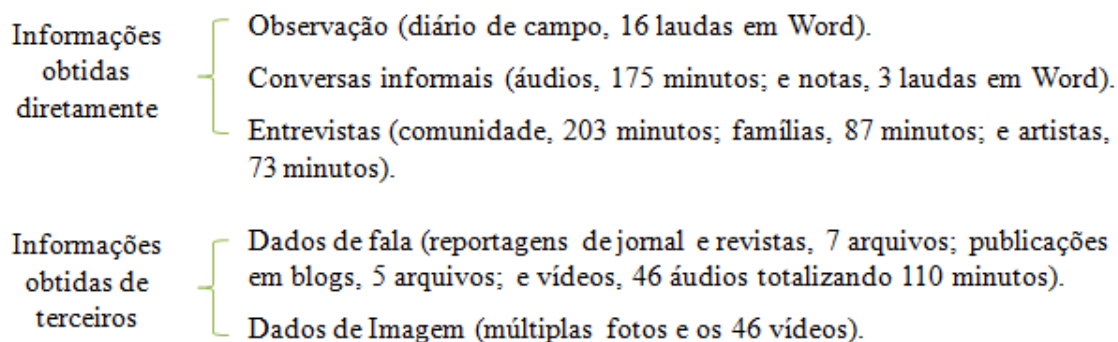 Informações
obtidas
diretamente
Observação (diário de campo, 16 laudas em Word).
Conversas informais (áudios, 175 minutos; e notas, 3 laudas em Word).
Entrevistas (comunidade, 203 minutos; famílias, 87 minutos; e artistas,
73 minutos).
Informações
obtidas de
terceiros
Dados de fala (reportagens de jornal e revistas, 7 arquivos; publicações
em blogs, 5 arquivos; e vídeos, 46 áudios totalizando 110 minutos).
Dados de Imagem (múltiplas fotos e os 46 vídeos).